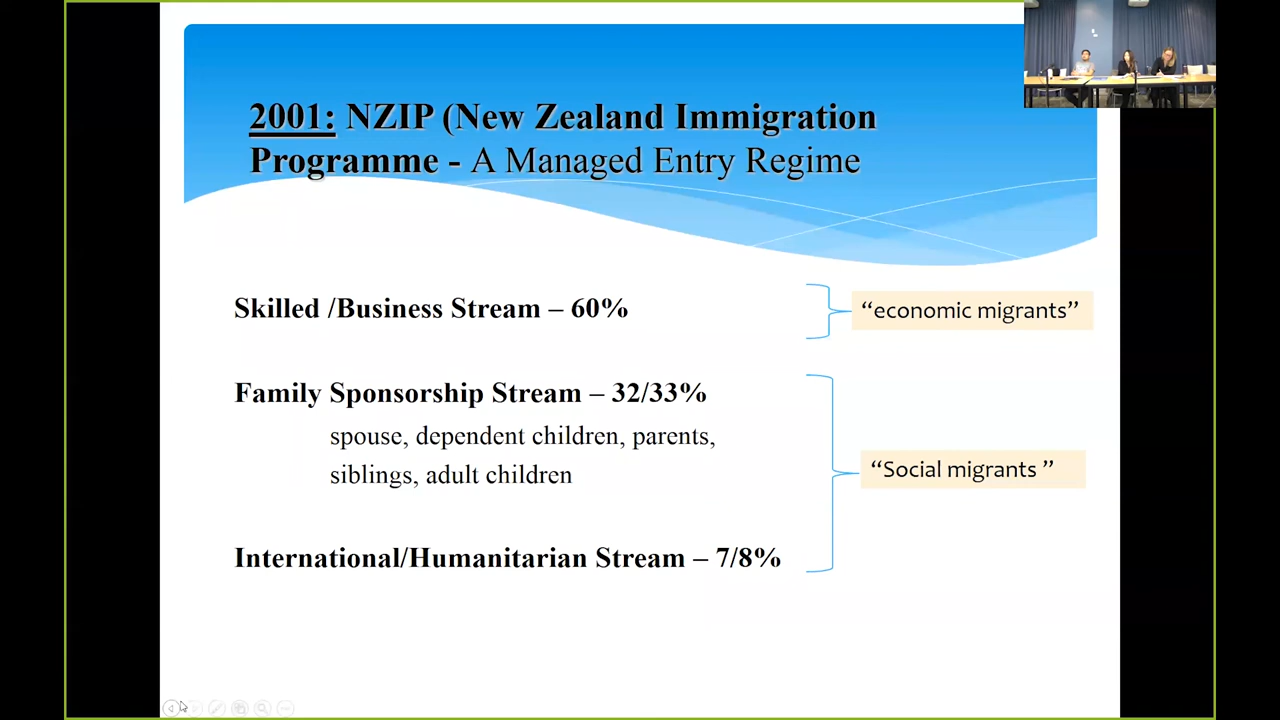 2001: NZIP (New Zealand Immigration
Programme - A Managed Entry Regime
Skilled /Business Stream – 60%
“economic migrants”
Family Sponsorship Stream – 32/33%
spouse, dependent children, parents,
siblings, adult children
“Social migrants ”
International/Humanitarian Stream – 7/8%